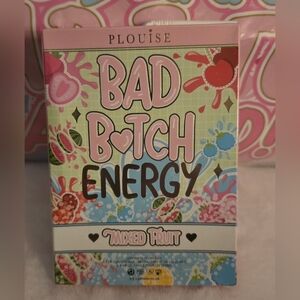 PLOUISE
BAD
B♥TCH
ENERGY
♥ MIXED FRUIT ♥